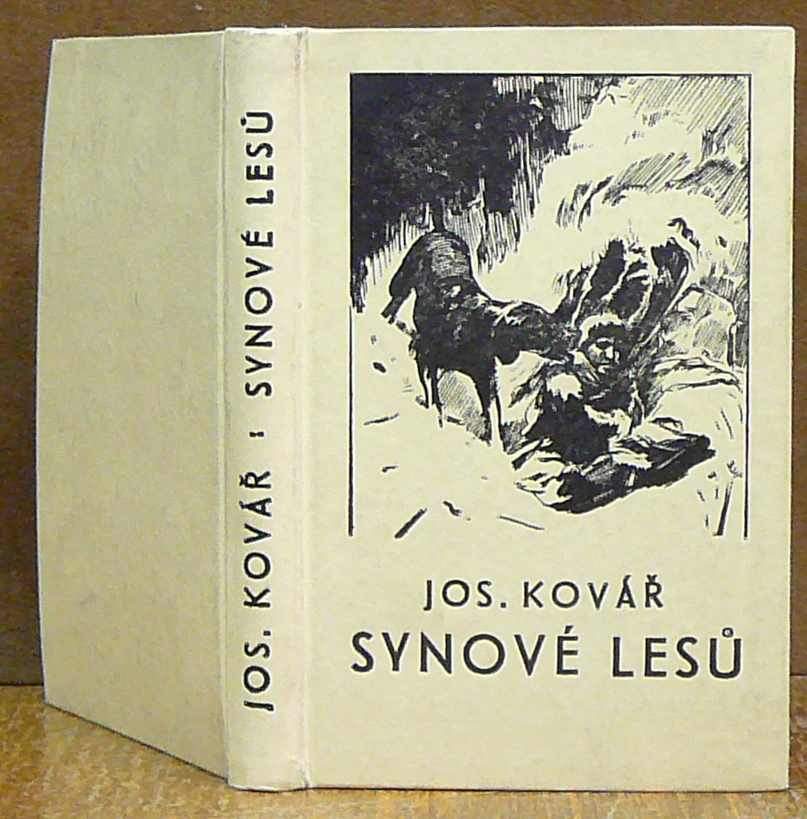 JOS. KOVÁŘ : SYNOVÉ LESŮ
JOS. KOVÁŘ
SYNOVÉ LESŮ